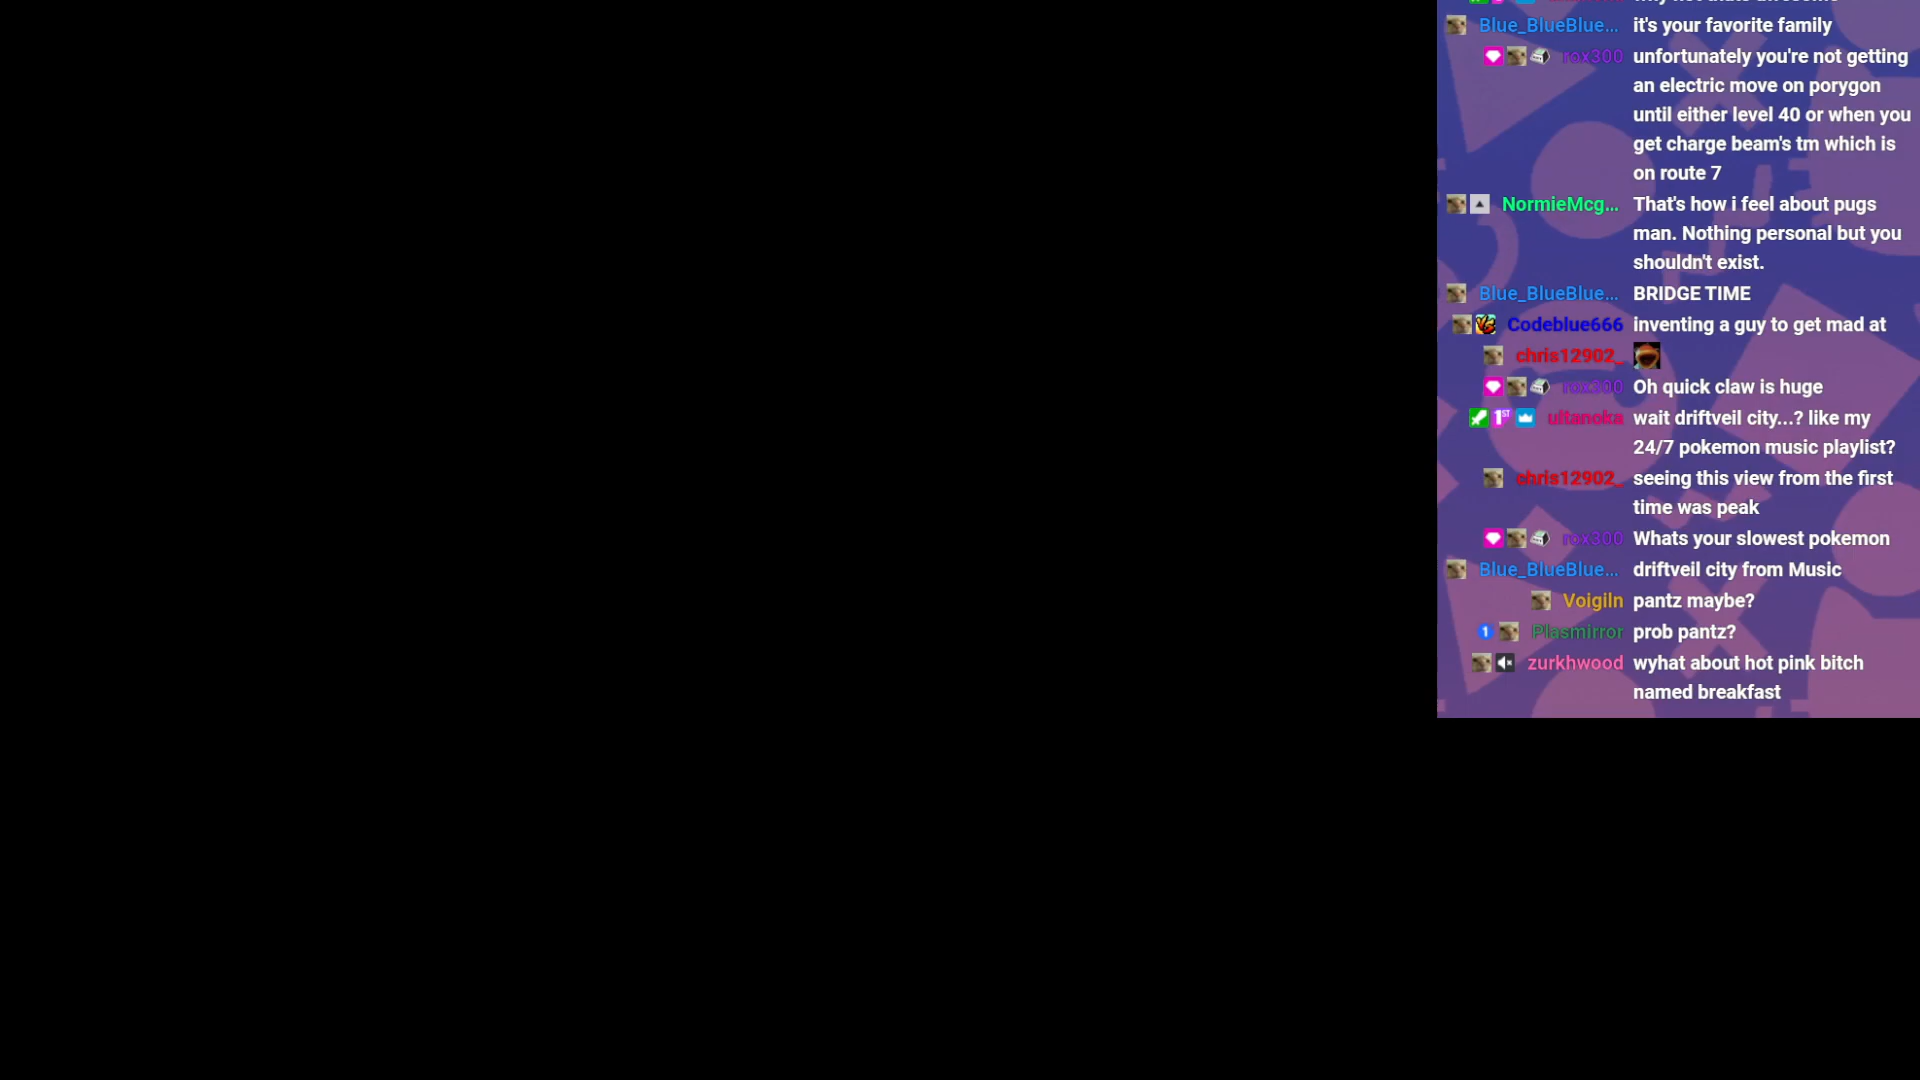 Blue_BlueBlue... it's your favorite family
rox300 unfortunately you're not getting
an electric move on porygon
until either level 40 or when you
get charge beam's tm which is
on route 7
NormieMcg... That's how i feel about pugs
man. Nothing personal but you
shouldn't exist.
Blue_BlueBlue... BRIDGE TIME
Codeblue666 inventing a guy to get mad at
chris12902_
rox300 Oh quick claw is huge
ultanoka wait driftveil city...? like my
24/7 pokemon music playlist?
chris12902_ seeing this view from the first
time was peak
rox300 Whats your slowest pokemon
Blue_BlueBlue... driftveil city from Music
Voigiln pantz maybe?
Plasmirror prob pantz?
zurkhwood wyhat about hot pink bitch
named breakfast